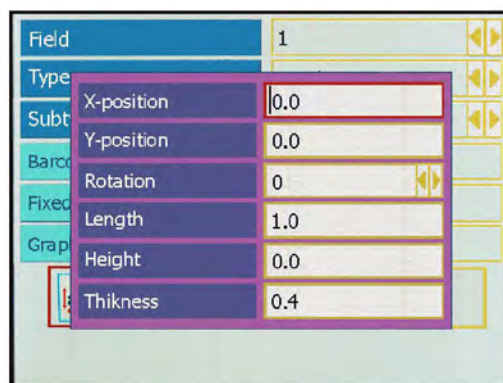 Field 1
Type
Subt
Barco
Fixed
Grap
X-position 0.0
Y-position 0.0
Rotation 0
Length 1.0
Height 0.0
Thikness 0.4